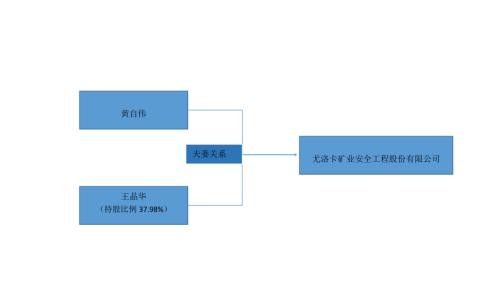 黄自伟
夫妻关系
尤洛卡矿业安全工程股份有限公司
王晶华
（持股比例 37.98%）